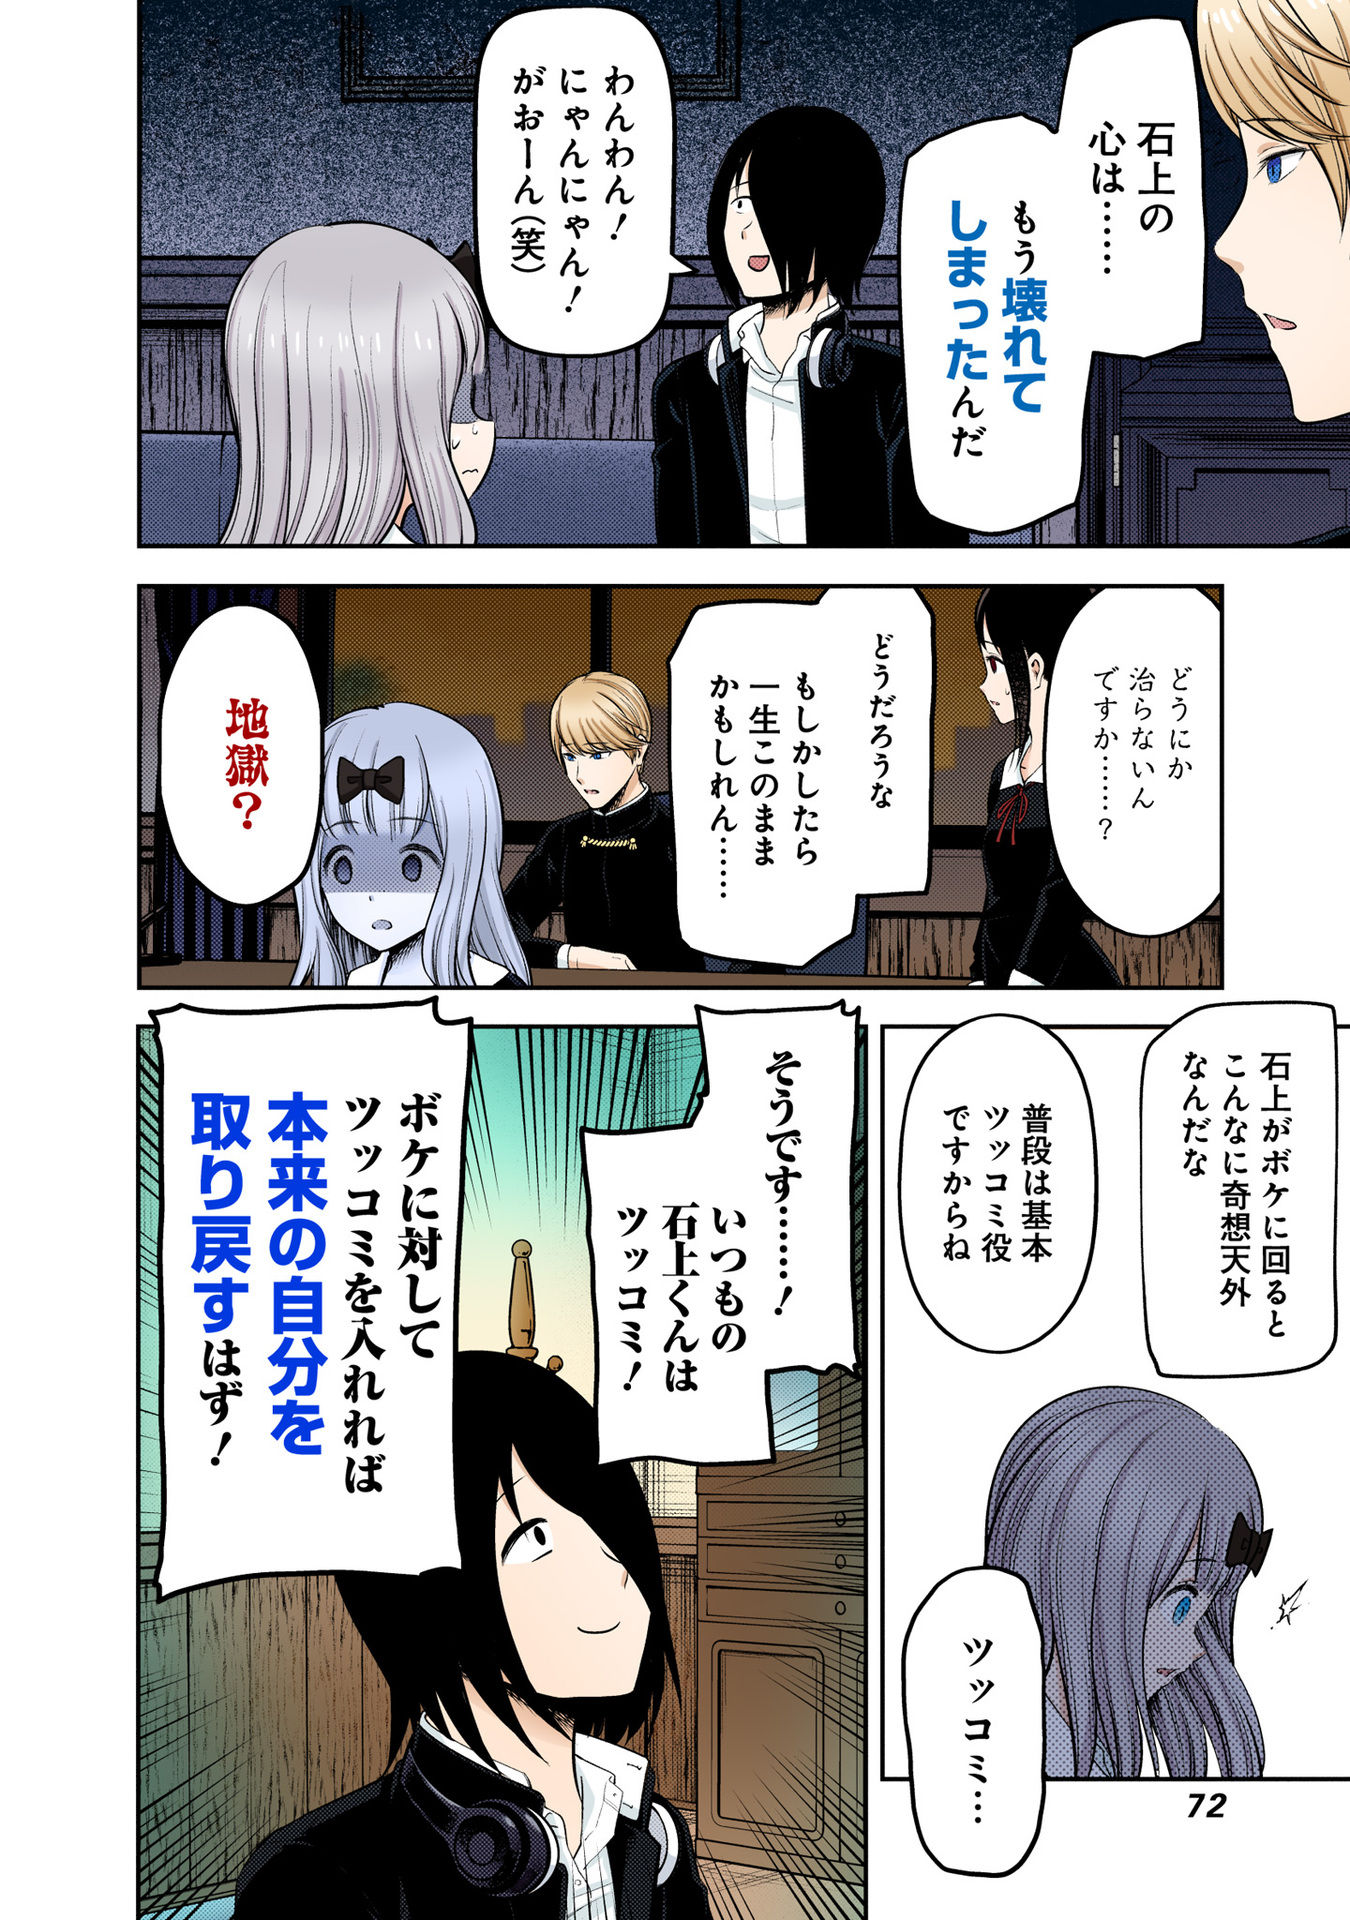 石上の
心は……
もう壊れて
しまったんだ
わんわん！
にゃんにゃん！
がおーん(笑)
どうにか
治らないん
ですか……？
どうだろうな
もしかしたら
一生このまま
かもしれん……
地獄？
石上がボケに回ると
こんなに奇想天外
なんだな
普段は基本
ツッコミ役
ですからね
ツッコミ…
そうです……！
いつもの
石上くんは
ツッコミ！
ボケに対して
ツッコミを入れれば
本来の自分を
取り戻すはず！
72